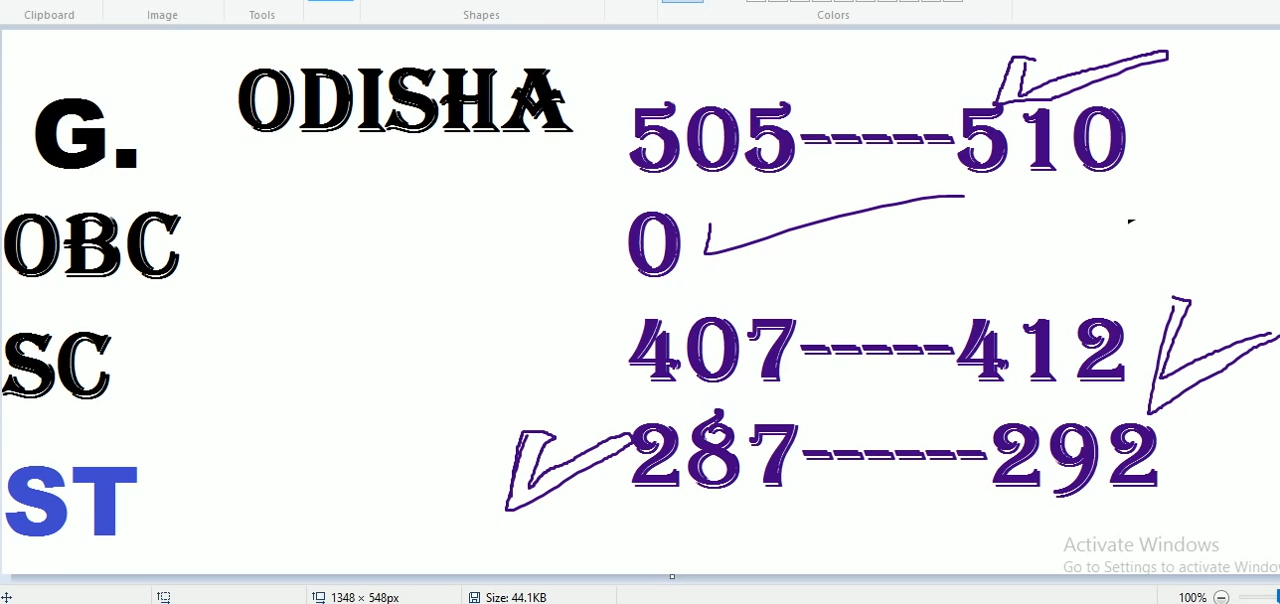 Clipboard Image Tools Shapes Colors
ODISHA
G. 505-----510
OBC 0
SC 407-----412
ST 287------292
Activate Windows
Go to Settings to activate Windo
1348 × 548px Size: 44.1KB 100%